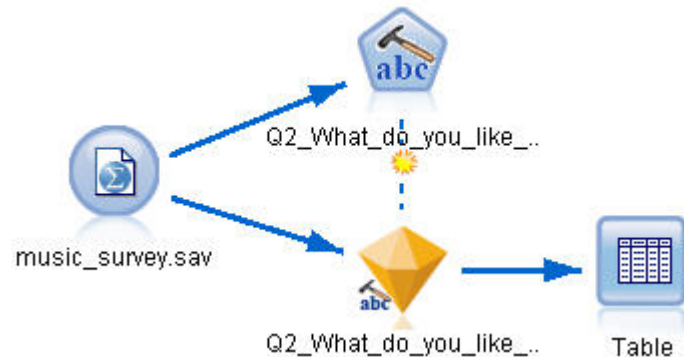 abc
Q2_What_do_you_like_..
music_survey.sav
abc
Q2_What_do_you_like_..
Table